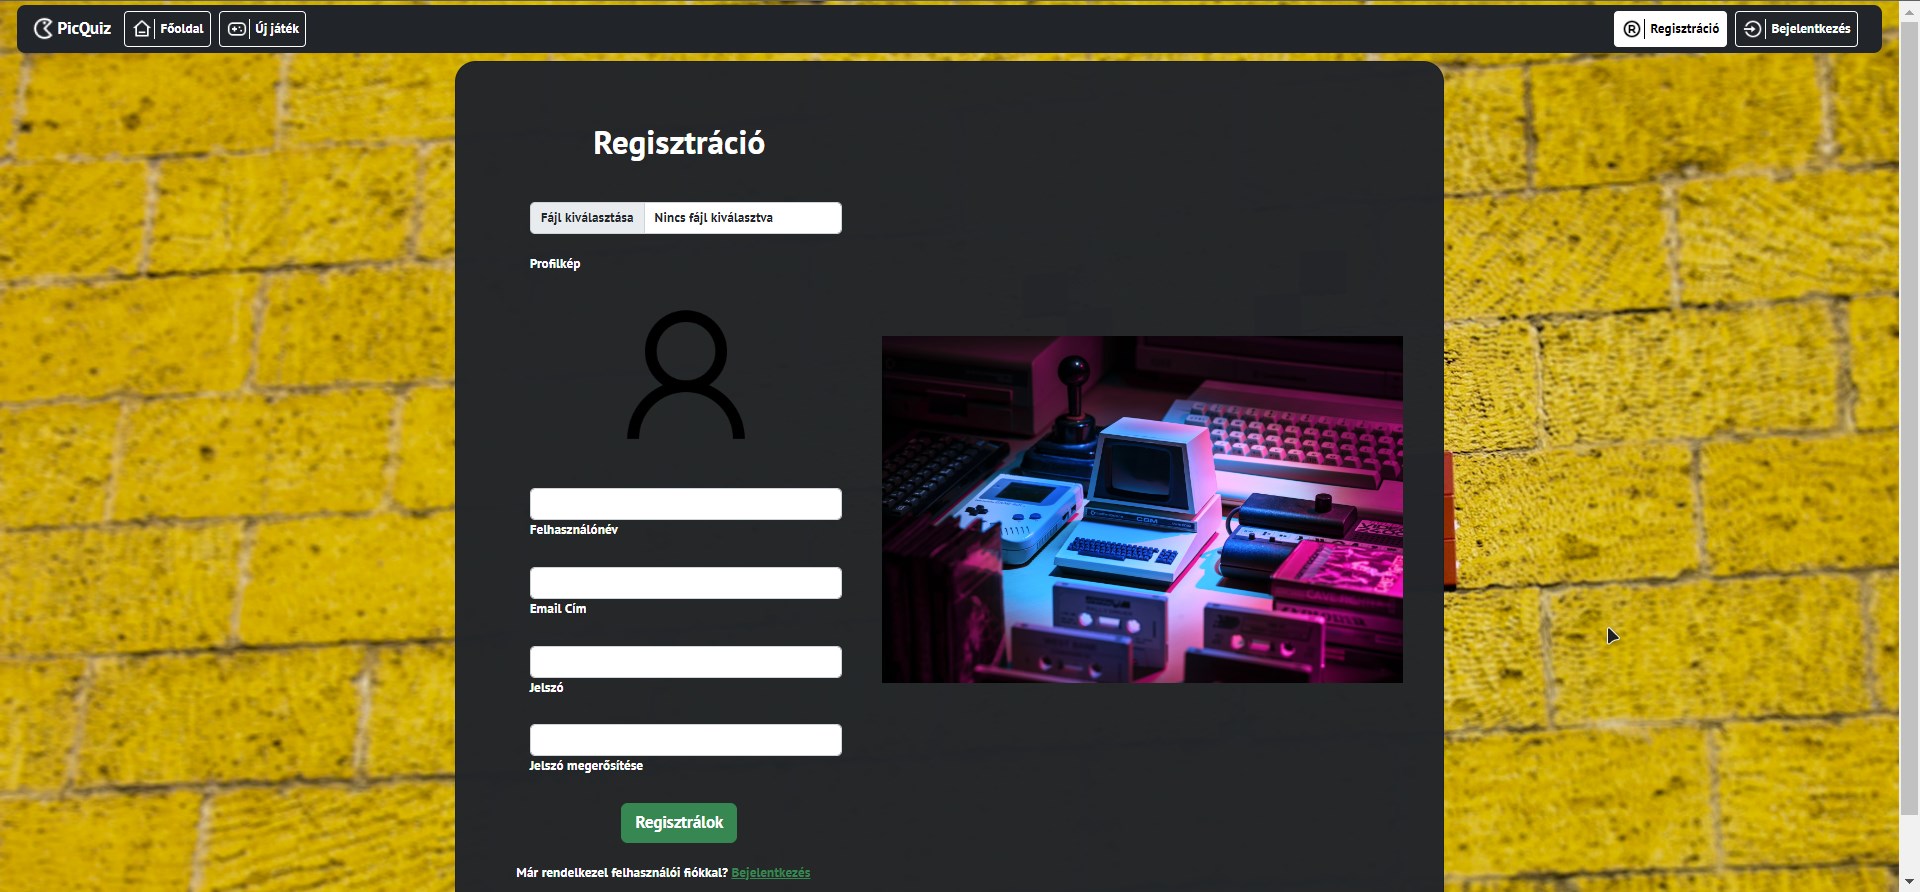 PicQuiz
Főoldal
Új játék
Regisztráció
Bejelentkezés
Regisztráció
Fájl kiválasztása
Nincs fájl kiválasztva
Profilkép
Felhasználónév
Email Cím
Jelszó
Jelszó megerősítése
Regisztrálok
Már rendelkezel felhasználói fiókkal? Bejelentkezés
CBM